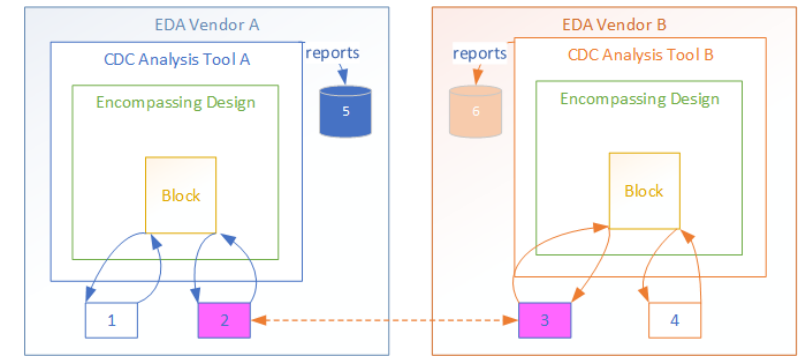 EDA Vendor A
CDC Analysis Tool A
reports
Encompassing Design
5
Block
1
2
EDA Vendor B
reports
CDC Analysis Tool B
6
Encompassing Design
Block
3
4